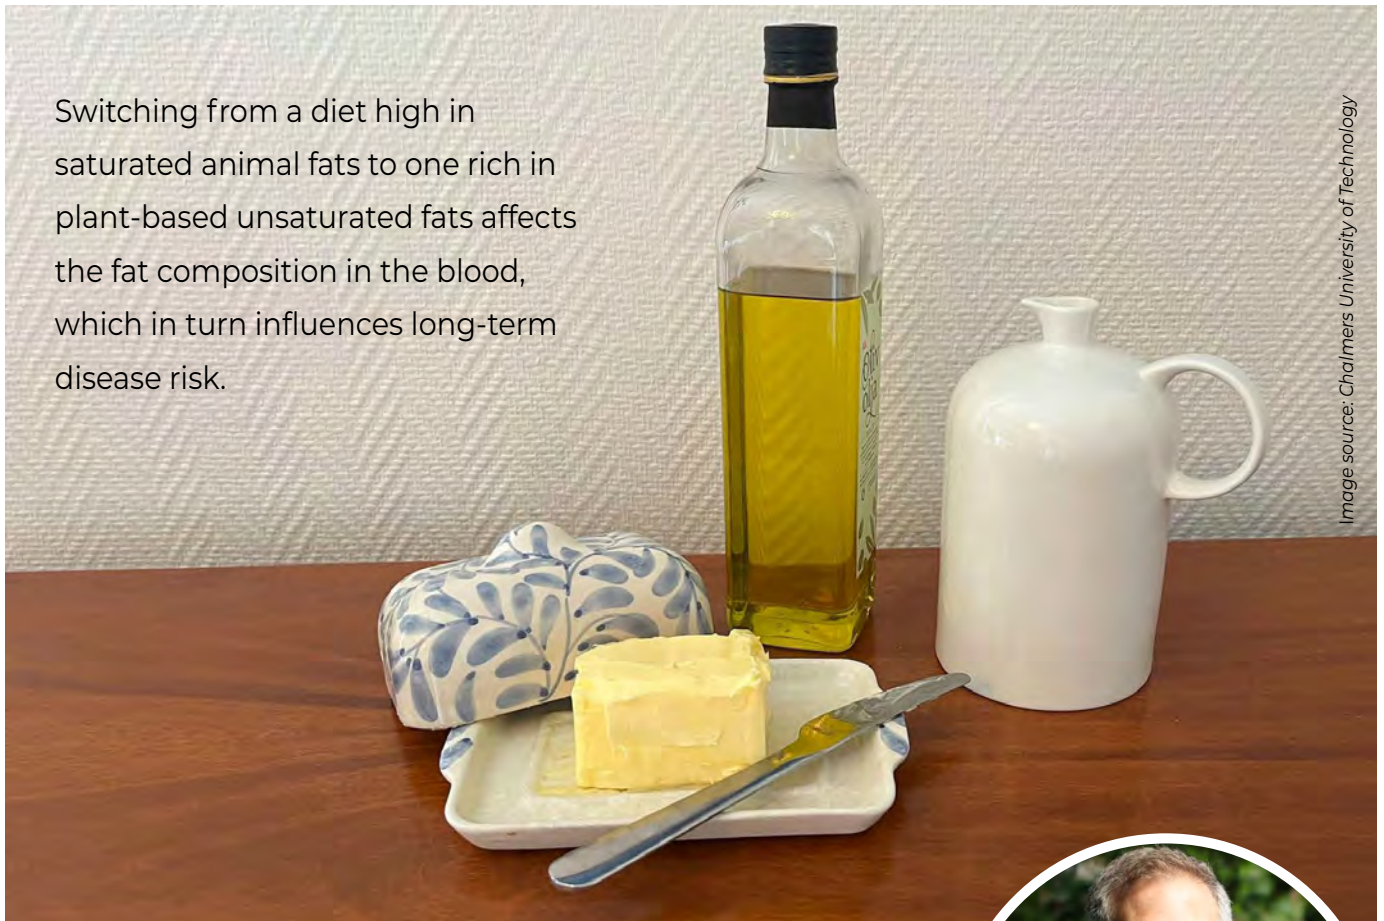 Switching from a diet high in
saturated animal fats to one rich in
plant-based unsaturated fats affects
the fat composition in the blood,
which in turn influences long-term
disease risk.
Image source: Chalmers University of Technology